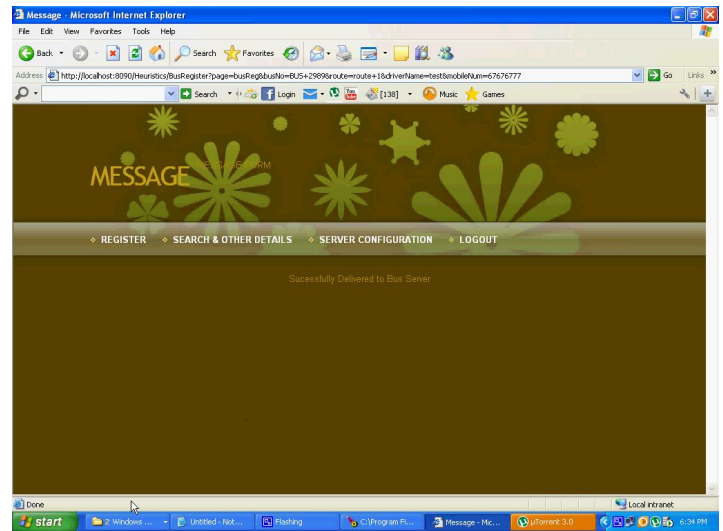 Message - Microsoft Internet Explorer
File Edit View Favorites Tools Help
Back Search Favorites
Address http://localhost:8090/Heuristics/BusRegister?page=busReg&busNo=BUS+2989&route=route+1&driverName=test&mobileNum=67676777 Go Links »
Search Login You Tube [138] Music Games
MESSAGE
REGISTER SEARCH & OTHER DETAILS SERVER CONFIGURATION LOGOUT
Sucessfully Delivered to Bus Server
Done Local intranet
start 2 Windows ... Untitled - Not... Flashing C:\Program Fi... Message - Mic... µTorrent 3.0 6:34 PM